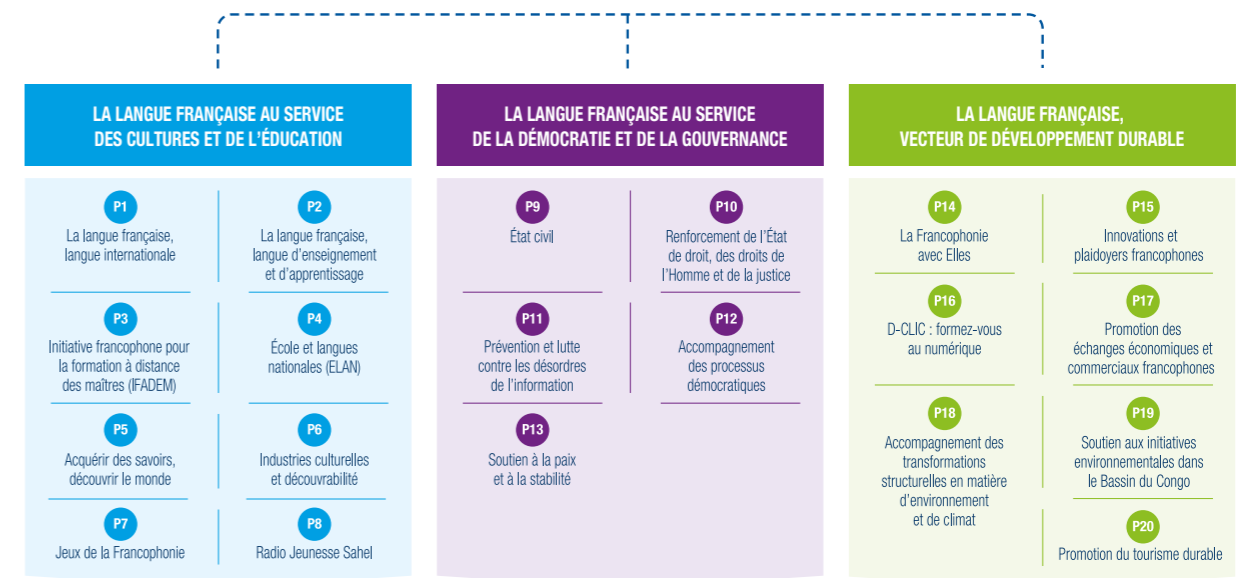 LA LANGUE FRANÇAISE AU SERVICE
DES CULTURES ET DE L’ÉDUCATION
P1
La langue française,
langue internationale
P2
La langue française,
langue d’enseignement
et d’apprentissage
P3
Initiative francophone pour
la formation à distance
des maîtres (IFADEM)
P4
École et langues
nationales (ELAN)
P5
Acquérir des savoirs,
découvrir le monde
P6
Industries culturelles
et découvrabilité
P7
Jeux de la Francophonie
P8
Radio Jeunesse Sahel
LA LANGUE FRANÇAISE AU SERVICE
DE LA DÉMOCRATIE ET DE LA GOUVERNANCE
P9
État civil
P10
Renforcement de l’État
de droit, des droits de
l’Homme et de la justice
P11
Prévention et lutte
contre les désordres
de l’information
P12
Accompagnement
des processus
démocratiques
P13
Soutien à la paix
et à la stabilité
LA LANGUE FRANÇAISE,
VECTEUR DE DÉVELOPPEMENT DURABLE
P14
La Francophonie
avec Elles
P15
Innovations et
plaidoyers francophones
P16
D-CLIC : formez-vous
au numérique
P17
Promotion des
échanges économiques et
commerciaux francophones
P18
Accompagnement des
transformations
structurelles en matière
d’environnement
et de climat
P19
Soutien aux initiatives
environnementales dans
le Bassin du Congo
P20
Promotion du tourisme durable